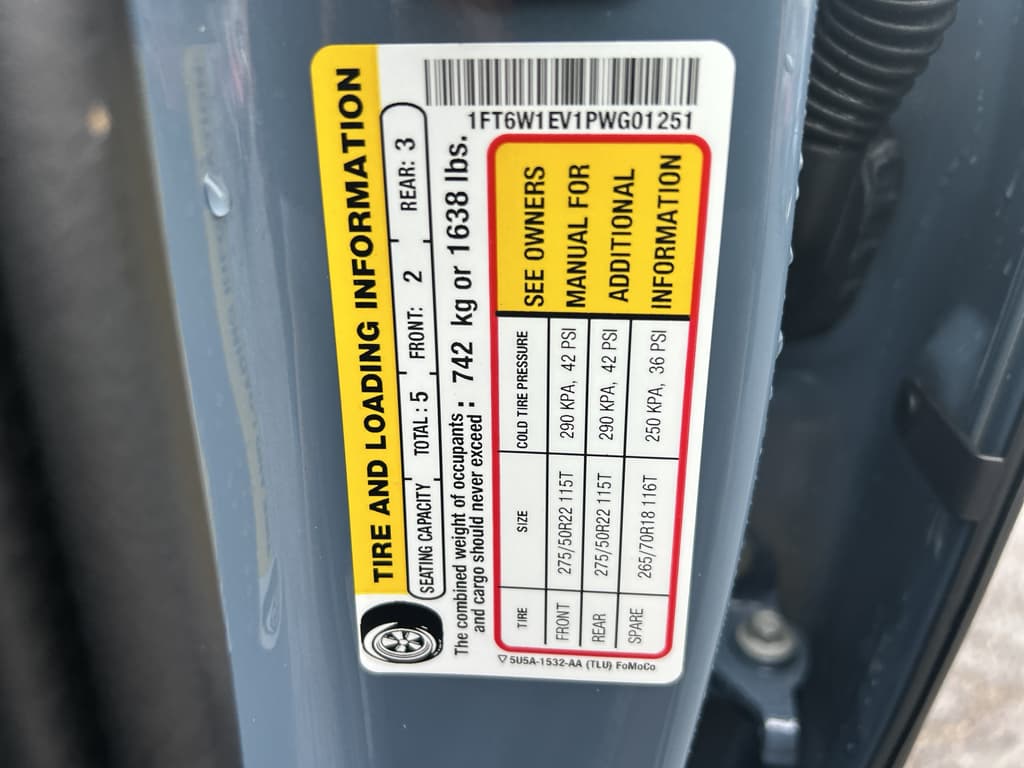 TIRE AND LOADING INFORMATION
SEATING CAPACITY TOTAL : 5 FRONT: 2 REAR: 3
The combined weight of occupants
and cargo should never exceed : 742 kg or 1638 lbs.
1FT6W1EV1PWG01251
TIRE SIZE COLD TIRE PRESSURE
FRONT 275/50R22 115T 290 KPA, 42 PSI
REAR 275/50R22 115T 290 KPA, 42 PSI
SPARE 265/70R18 116T 250 KPA, 36 PSI
SEE OWNERS
MANUAL FOR
ADDITIONAL
INFORMATION
5U5A-1532-AA (TLU) FoMoCo